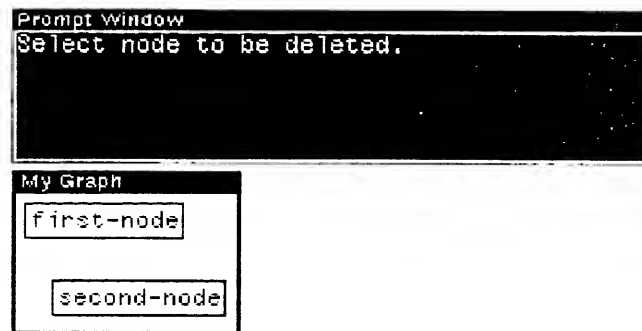 Prompt Window
Select node to be deleted.
My Graph
first-node
second-node